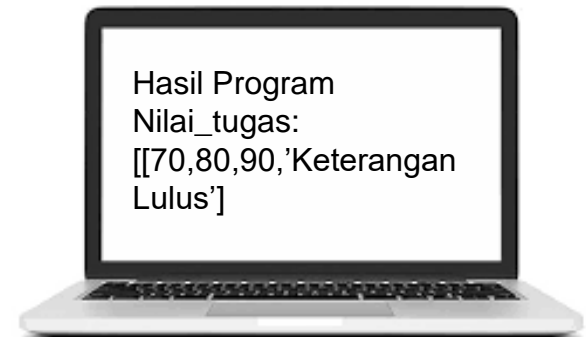 Hasil Program
Nilai_tugas:
[[70,80,90,’Keterangan
Lulus’]